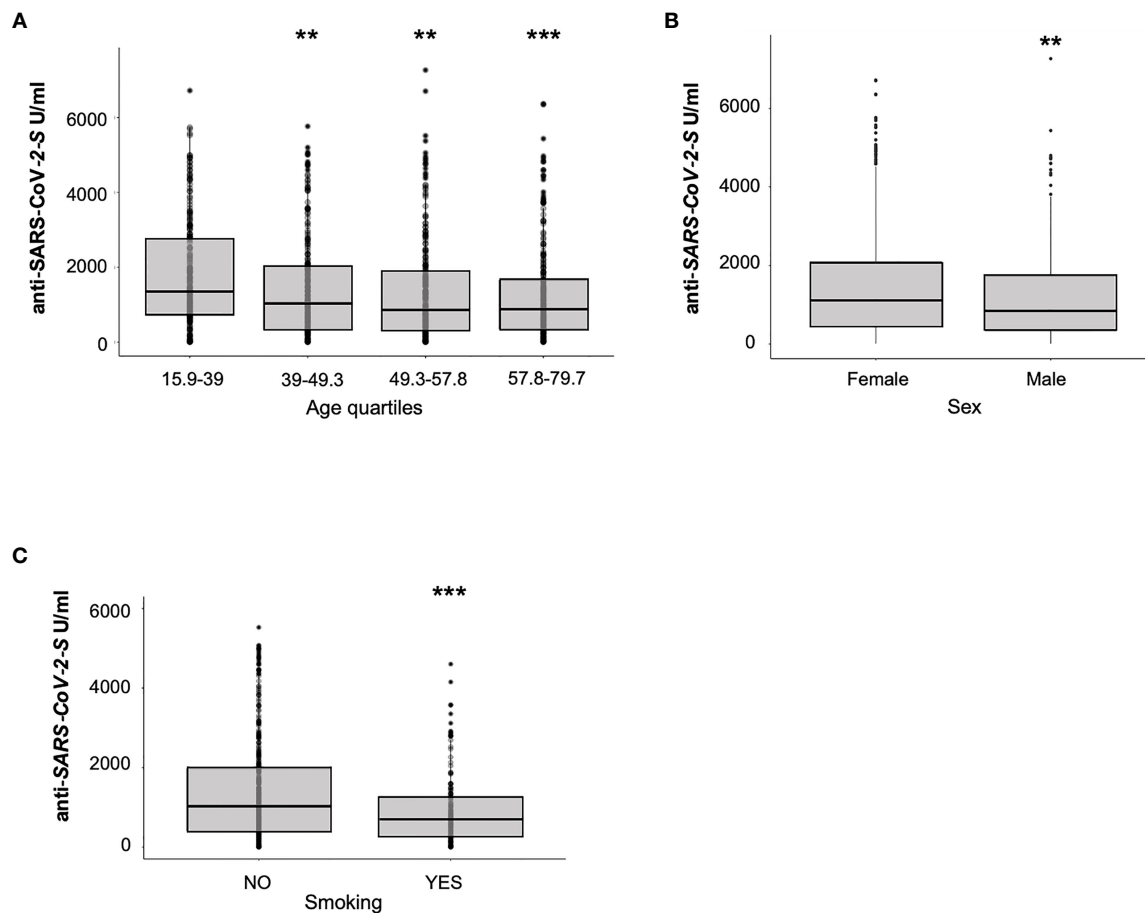 A
** ** ***
anti-SARS-CoV-2-S U/ml
6000
4000
2000
0
15.9-39 39-49.3 49.3-57.8 57.8-79.7
Age quartiles
B
**
anti-SARS-CoV-2-S U/ml
6000
4000
2000
0
Female Male
Sex
C
***
anti-SARS-CoV-2-S U/ml
6000
4000
2000
0
NO YES
Smoking